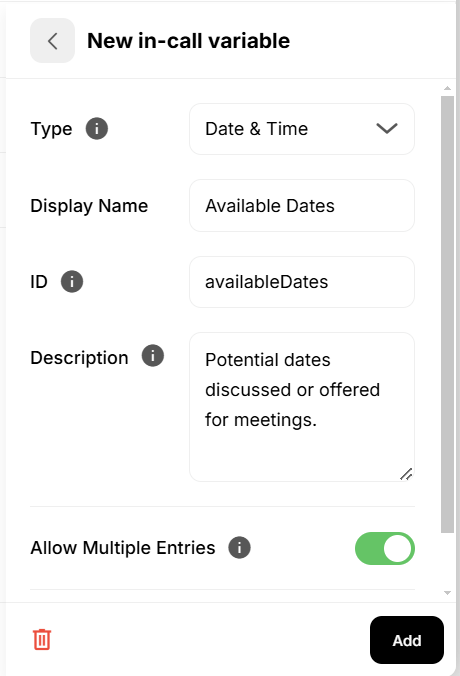 New in-call variable
Type
Date & Time
Display Name
Available Dates
ID
availableDates
Description
Potential dates
discussed or offered
for meetings.
Allow Multiple Entries
Add